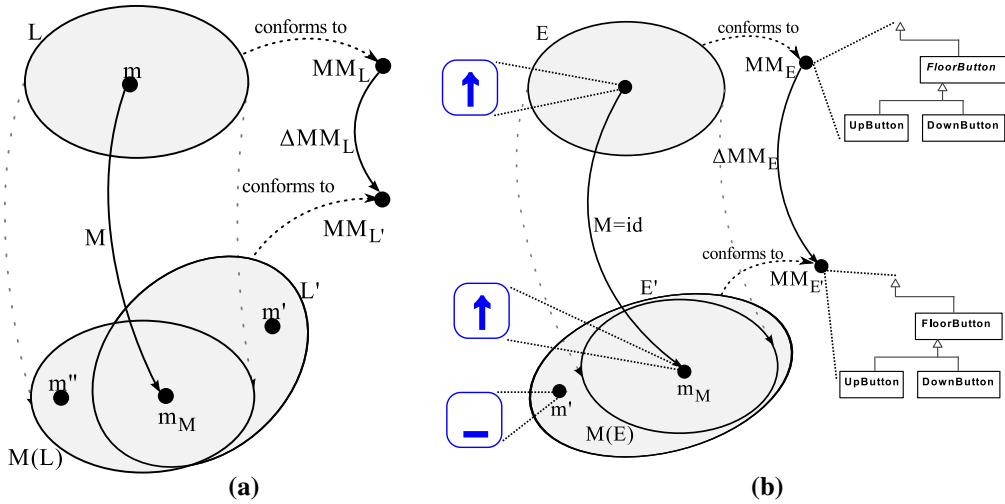 L
m
conforms to
MM_L
ΔMM_L
conforms to
MM_L'
M
L'
m'
m''
m_M
M(L)
(a)
E
conforms to
MM_E
FloorButton
UpButton
DownButton
ΔMM_E
M=id
conforms to
MM_E'
E'
FloorButton
UpButton
DownButton
m_M
m'
M(E)
(b)